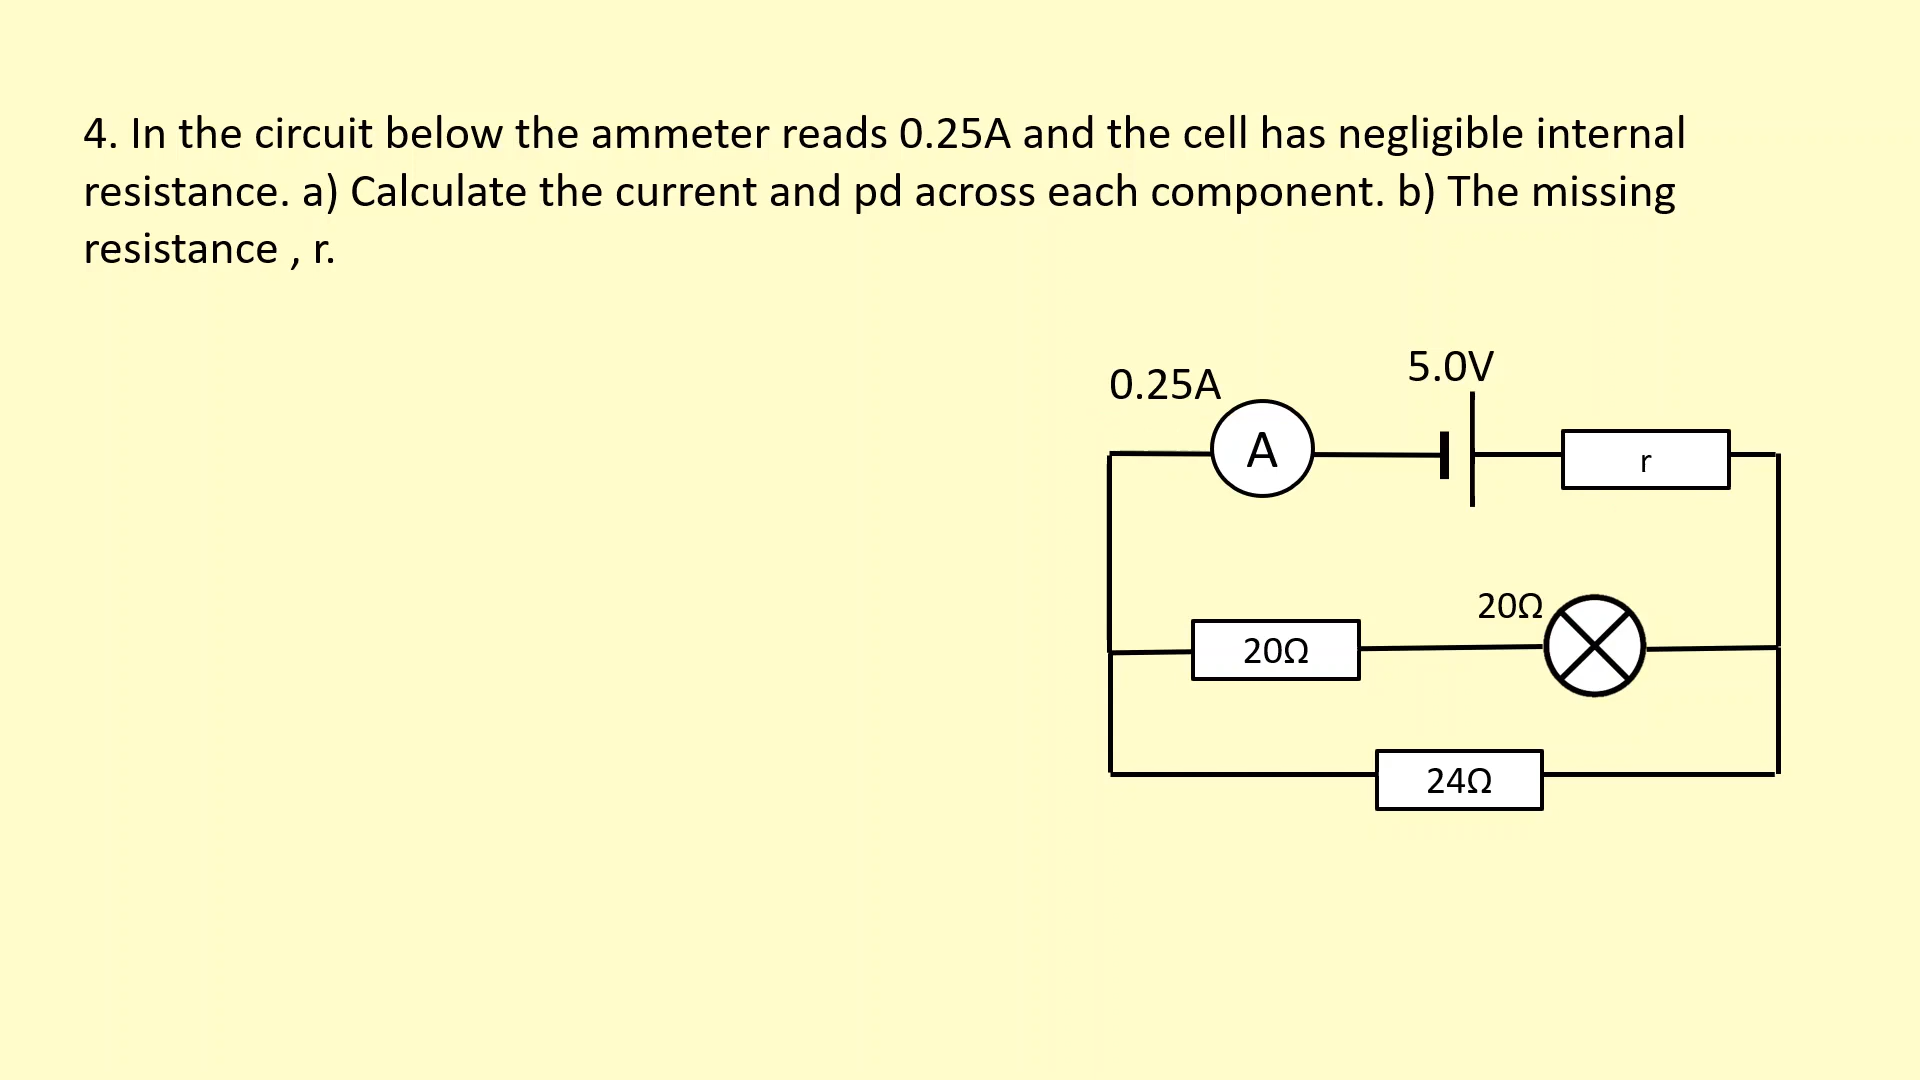 4. In the circuit below the ammeter reads 0.25A and the cell has negligible internal
resistance. a) Calculate the current and pd across each component. b) The missing
resistance , r.
5.0V
0.25A
A
r
20Ω
20Ω
24Ω